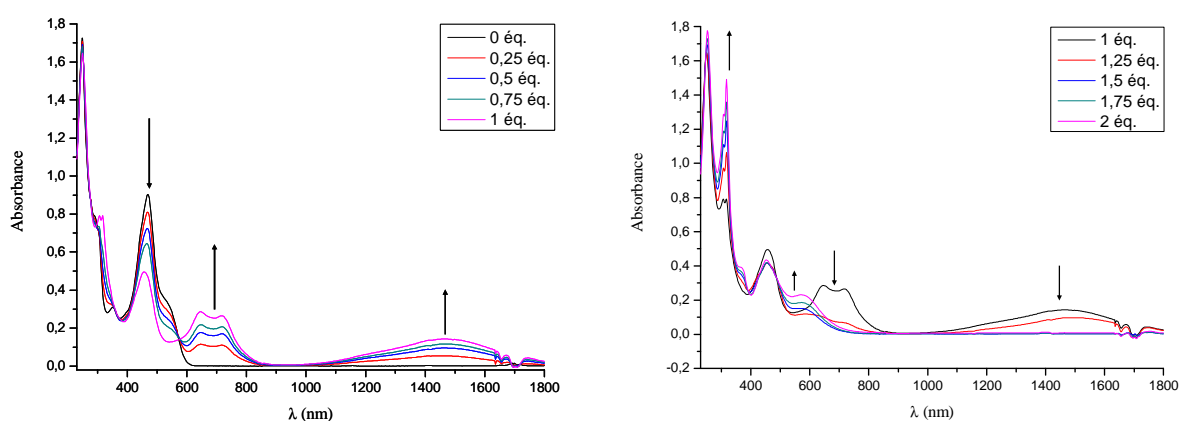 1,8
1,6
1,4
1,2
1,0
0,8
0,6
0,4
0,2
0,0
Absorbance
400 600 800 1000 1200 1400 1600 1800
λ (nm)
0 éq.
0,25 éq.
0,5 éq.
0,75 éq.
1 éq.
1,8
1,6
1,4
1,2
1,0
0,8
0,6
0,4
0,2
0,0
-0,2
Absorbance
400 600 800 1000 1200 1400 1600 1800
λ (nm)
1 éq.
1,25 éq.
1,5 éq.
1,75 éq.
2 éq.